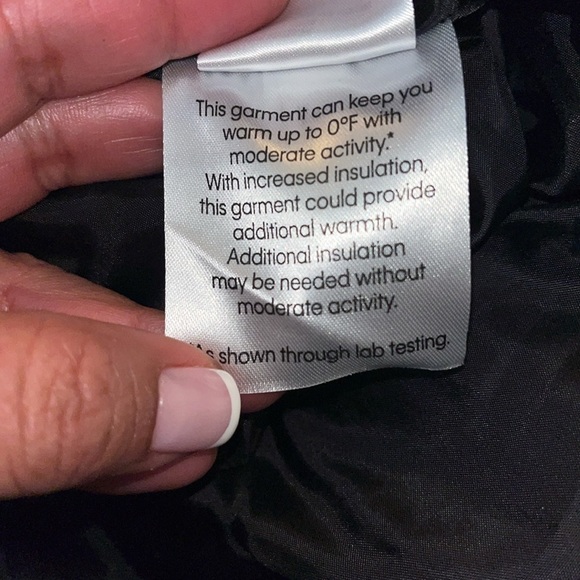 This garment can keep you
warm up to 0°F with
moderate activity.*
With increased insulation,
this garment could provide
additional warmth.
Additional insulation
may be needed without
moderate activity.
*As shown through lab testing.